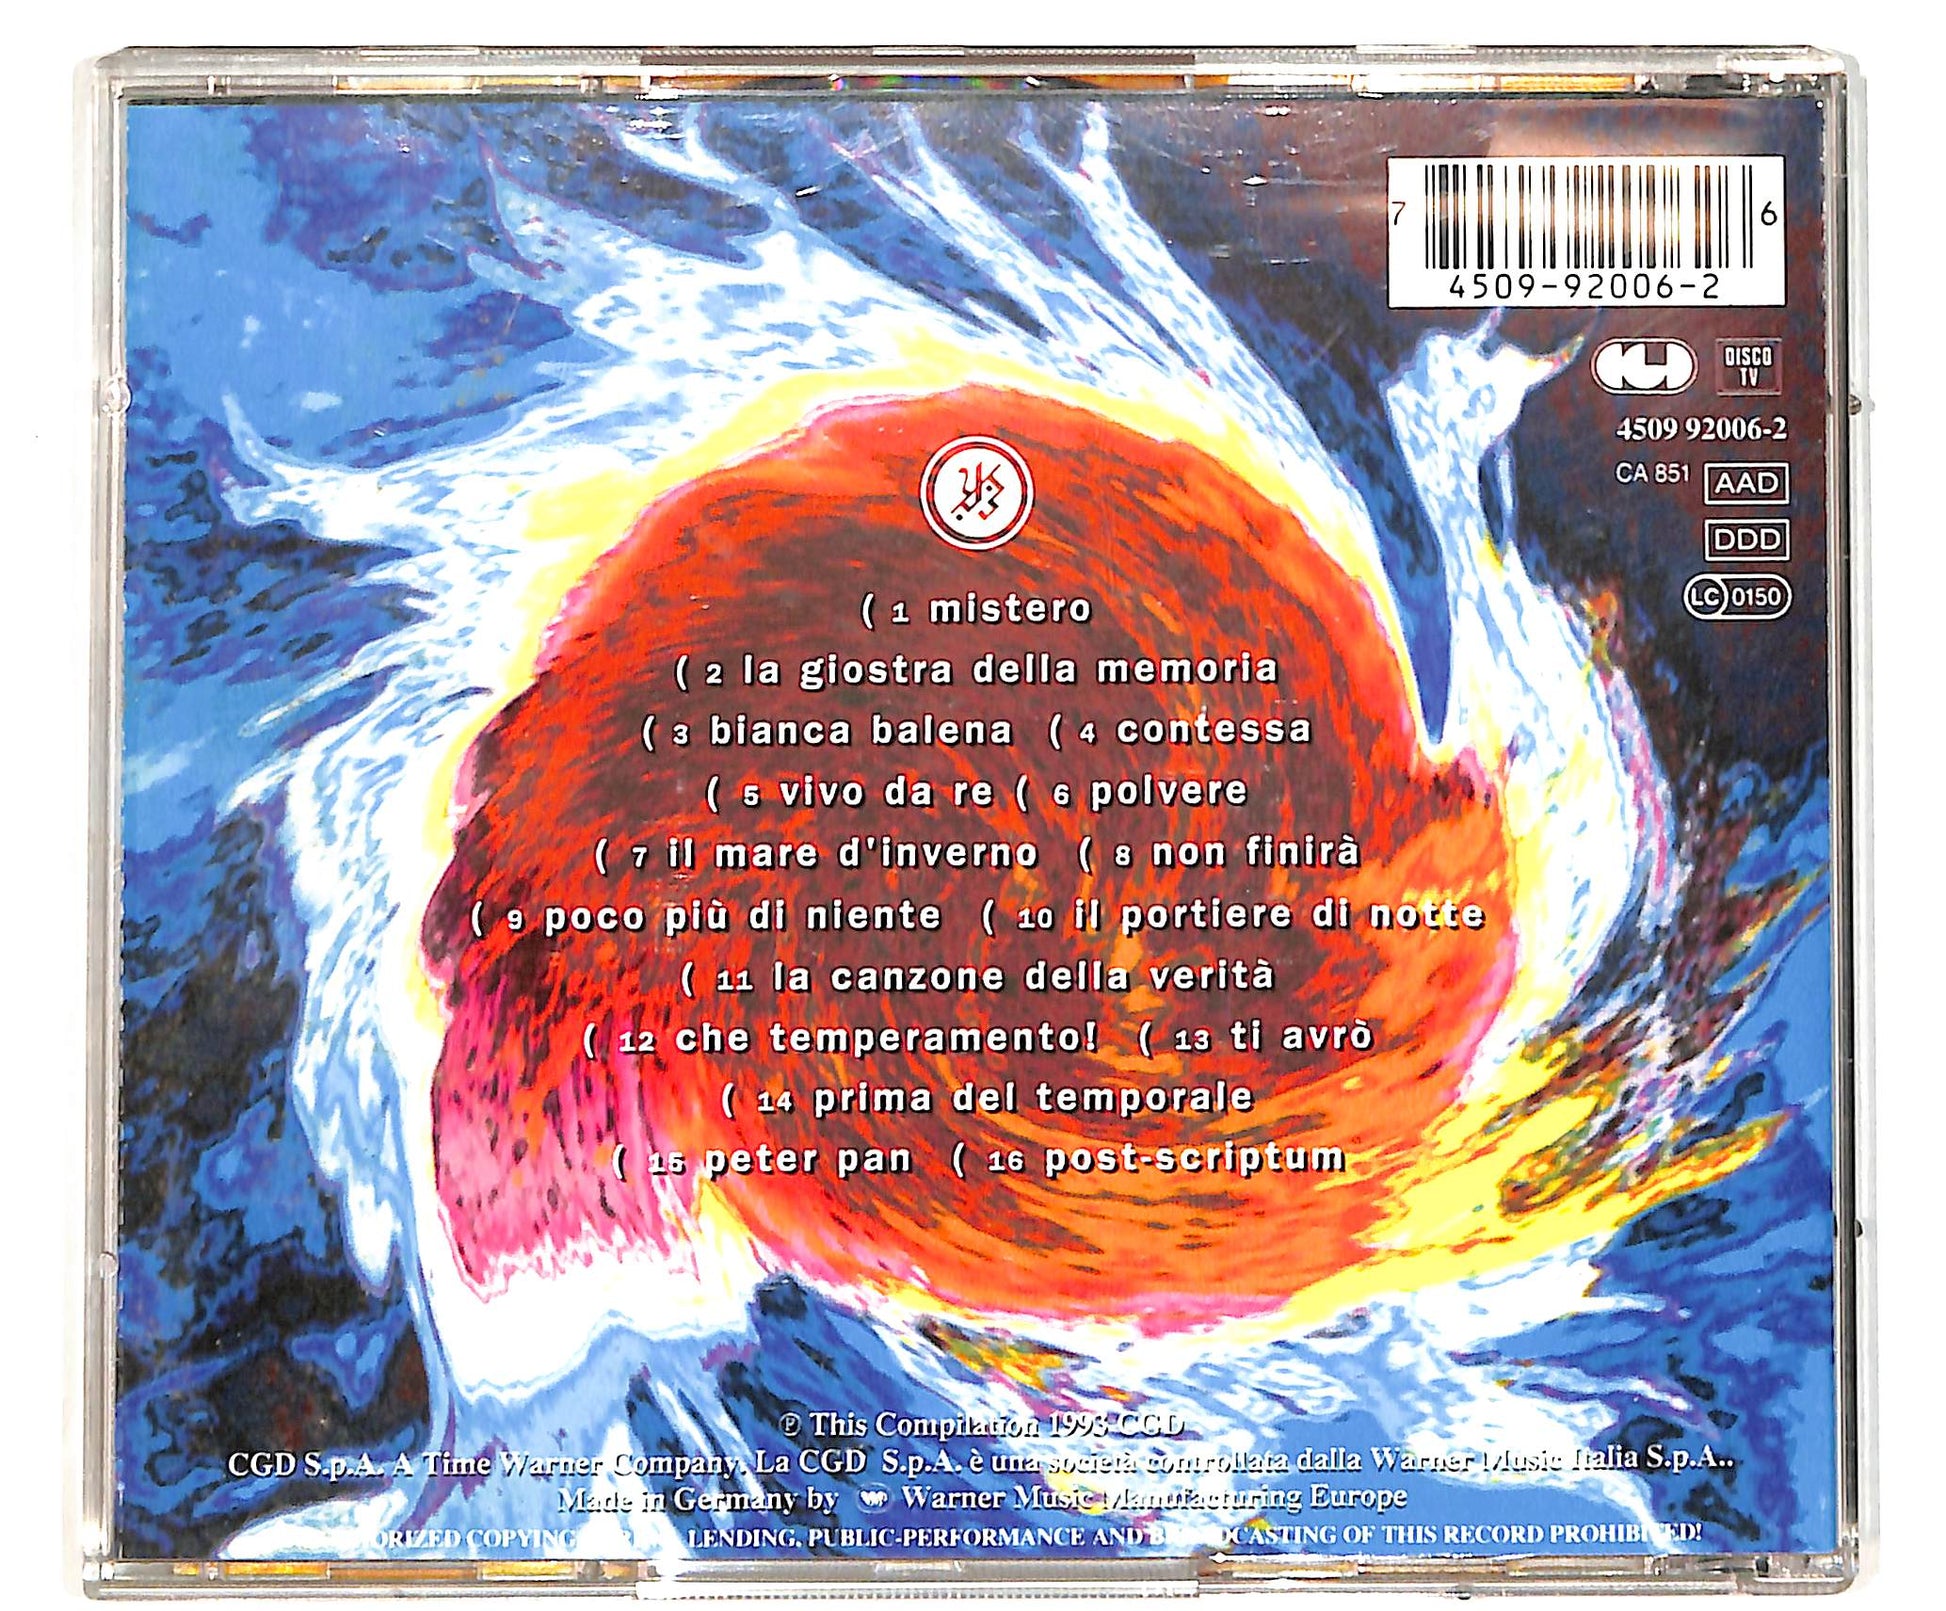 7 6
4509-92006-2
DISCO
TV
4509 92006-2
CA 851 AAD
DDD
LC 0150
( 1 mistero
( 2 la giostra della memoria
( 3 bianca balena ( 4 contessa
( 5 vivo da re ( 6 polvere
( 7 il mare d'inverno ( 8 non finirà
( 9 poco più di niente ( 10 il portiere di notte
( 11 la canzone della verità
( 12 che temperamento! ( 13 ti avrò
( 14 prima del temporale
( 15 peter pan ( 16 post-scriptum
℗ This Compilation 1993 CGD
CGD S.p.A. A Time Warner Company. La CGD S.p.A. è una società controllata dalla Warner Music Italia S.p.A..
Made in Germany by Warner Music Manufacturing Europe
COPYING, LENDING, PUBLIC-PERFORMANCE AND BROADCASTING OF THIS RECORD PROHIBITED!